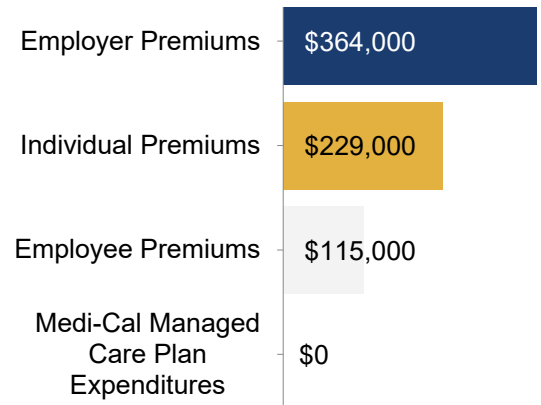 Employer Premiums $364,000
Individual Premiums $229,000
Employee Premiums $115,000
Medi-Cal Managed
Care Plan $0
Expenditures